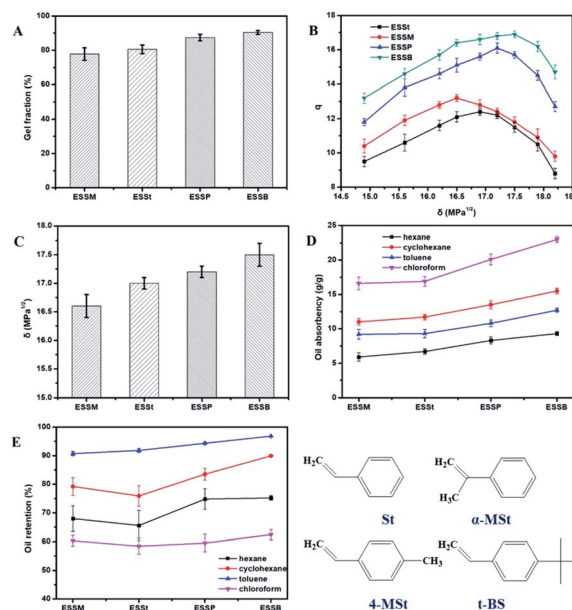 A
Gel fraction (%)
100
80
60
40
20
0
ESSM ESSt ESSP ESSB
B
ESSt
ESSM
ESSP
ESSB
q
18
16
14
12
10
8
14.5 15.0 15.5 16.0 16.5 17.0 17.5 18.0 18.5
δ (MPa1/2)
C
δ (MPa1/2)
18.0
17.5
17.0
16.5
16.0
15.5
15.0
ESSM ESSt ESSP ESSB
D
hexane
cyclohexane
toluene
chloroform
Oil absorbency (g/g)
25
20
15
10
5
0
ESSM ESSt ESSP ESSB
E
Oil retention (%)
100
90
80
70
60
50
40
30
20
hexane
cyclohexane
toluene
chloroform
ESSM ESSt ESSP ESSB
H2C
St
H2C
H3C
α-MSt
H2C
CH3
4-MSt
H2C
t-BS